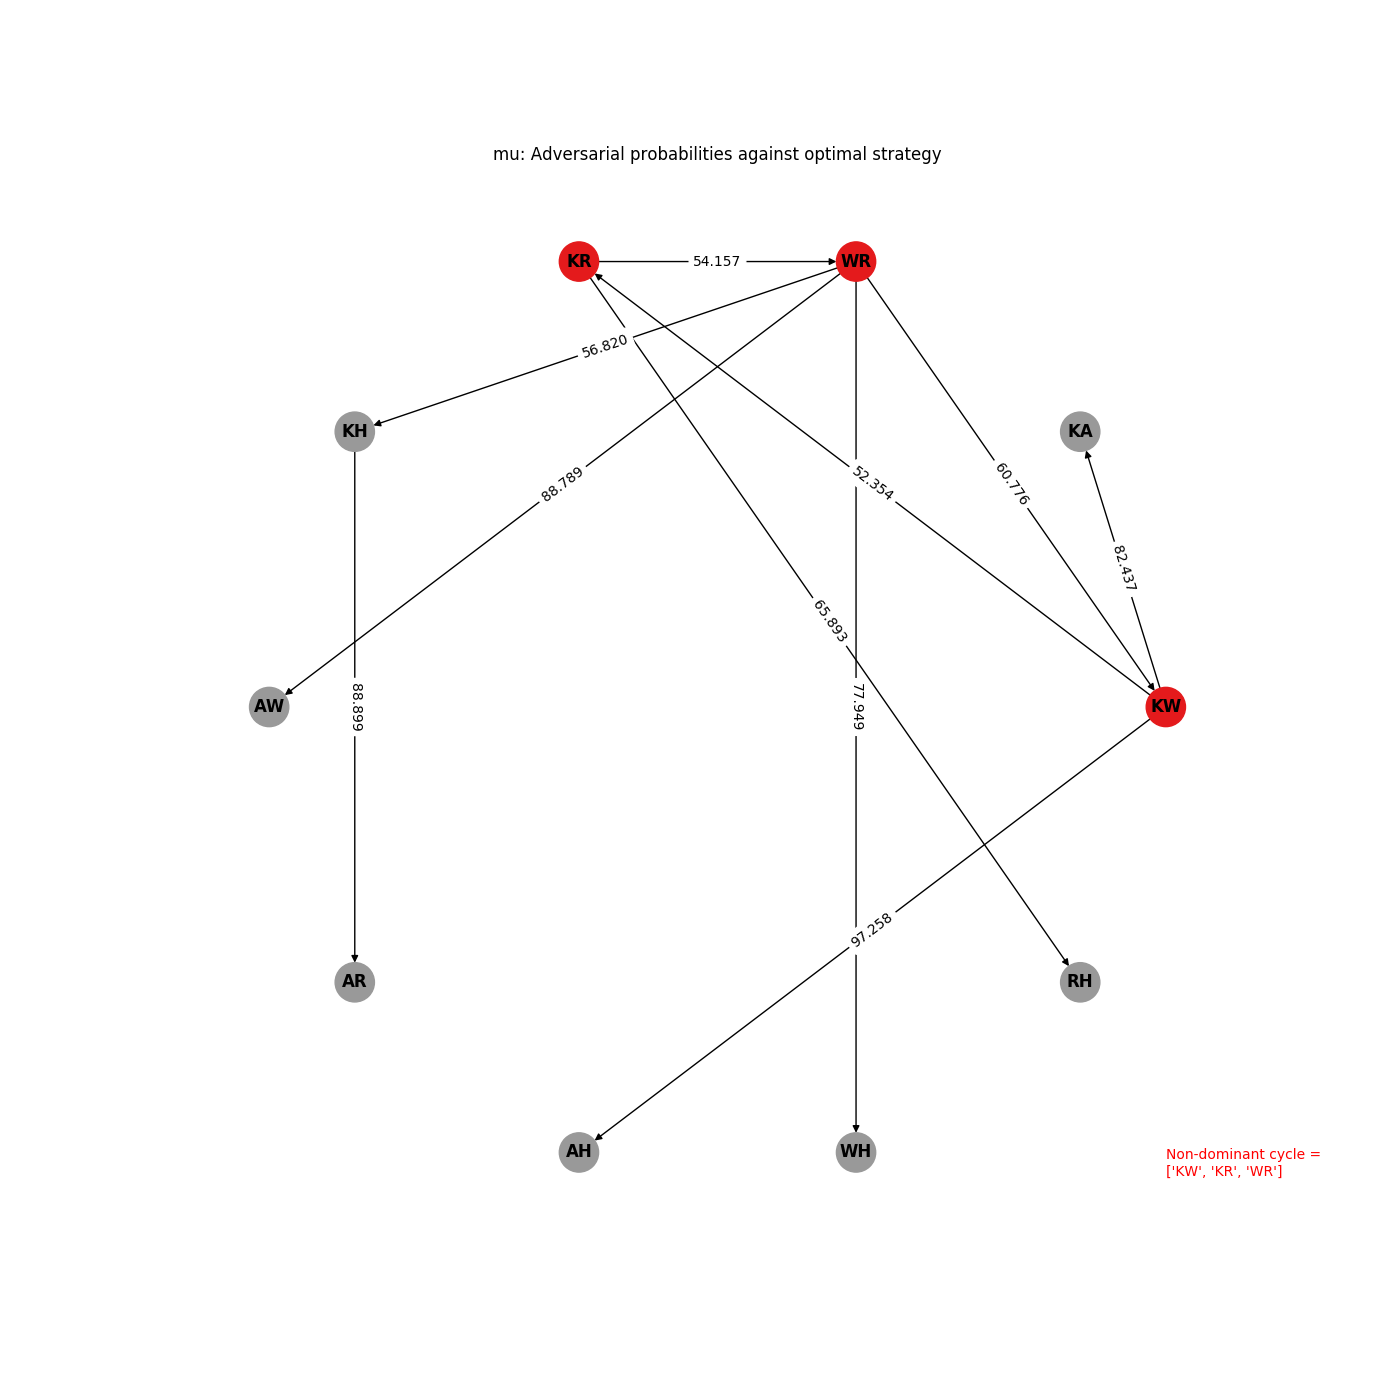 mu: Adversarial probabilities against optimal strategy
KR
54.157
WR
56.820
KH
KA
88.789
52.354
60.776
82.437
65.893
AW
88.899
77.949
KW
97.258
AR
RH
AH
WH
Non-dominant cycle =
['KW', 'KR', 'WR']